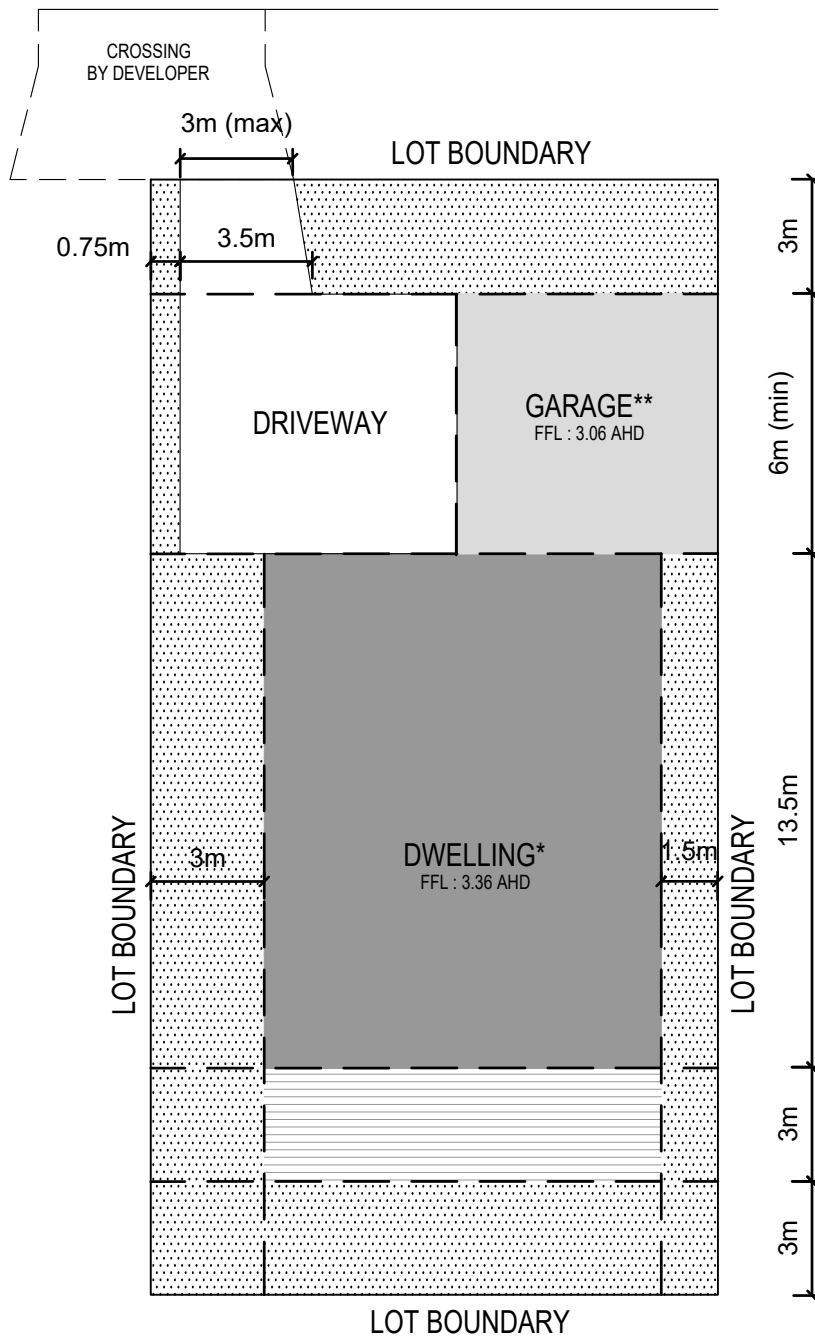 CROSSING
BY DEVELOPER
3m (max)
LOT BOUNDARY
0.75m
3.5m
3m
DRIVEWAY
GARAGE**
FFL : 3.06 AHD
6m (min)
13.5m
LOT BOUNDARY
3m
DWELLING*
FFL : 3.36 AHD
1.5m
LOT BOUNDARY
3m
3m
LOT BOUNDARY